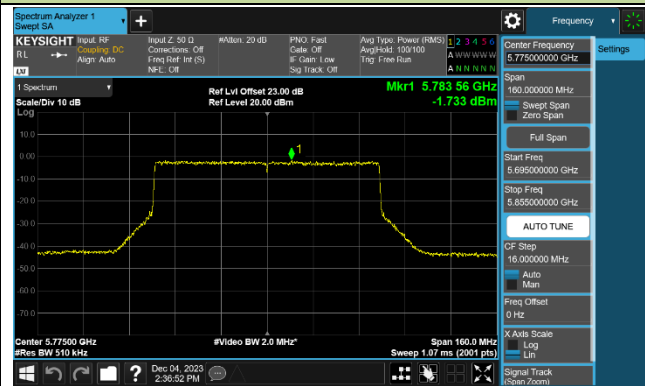 Spectrum Analyzer 1
Swept SA
Frequency
KEYSIGHT
Input: RF
Input Z: 50 Ω
#Atten: 20 dB
PNO: Fast
Avg Type: Power (RMS)
1 2 3 4 5 6
RL
Coupling: DC
Corrections: Off
Gate: Off
Avg|Hold: 100/100
A W W W W W
Align: Auto
Freq Ref: Int (S)
IF Gain: Low
Trig: Free Run
LXI
NFE: Off
Sig Track: Off
A N N N N N
1 Spectrum
Ref Lvl Offset 23.00 dB
Mkr1 5.783 56 GHz
Scale/Div 10 dB
Ref Level 20.00 dBm
-1.733 dBm
Log
10.0
0.00
-10.0
-20.0
-30.0
-40.0
-50.0
-60.0
-70.0
1
Center 5.77500 GHz
#Video BW 2.0 MHz*
Span 160.0 MHz
#Res BW 510 kHz
Sweep 1.07 ms (2001 pts)
Dec 04, 2023
2:36:52 PM
Center Frequency
5.775000000 GHz
Settings
Span
160.000000 MHz
Swept Span
Zero Span
Full Span
Start Freq
5.695000000 GHz
Stop Freq
5.855000000 GHz
AUTO TUNE
CF Step
16.000000 MHz
Auto
Man
Freq Offset
0 Hz
X Axis Scale
Log
Lin
Signal Track
(Span Zoom)